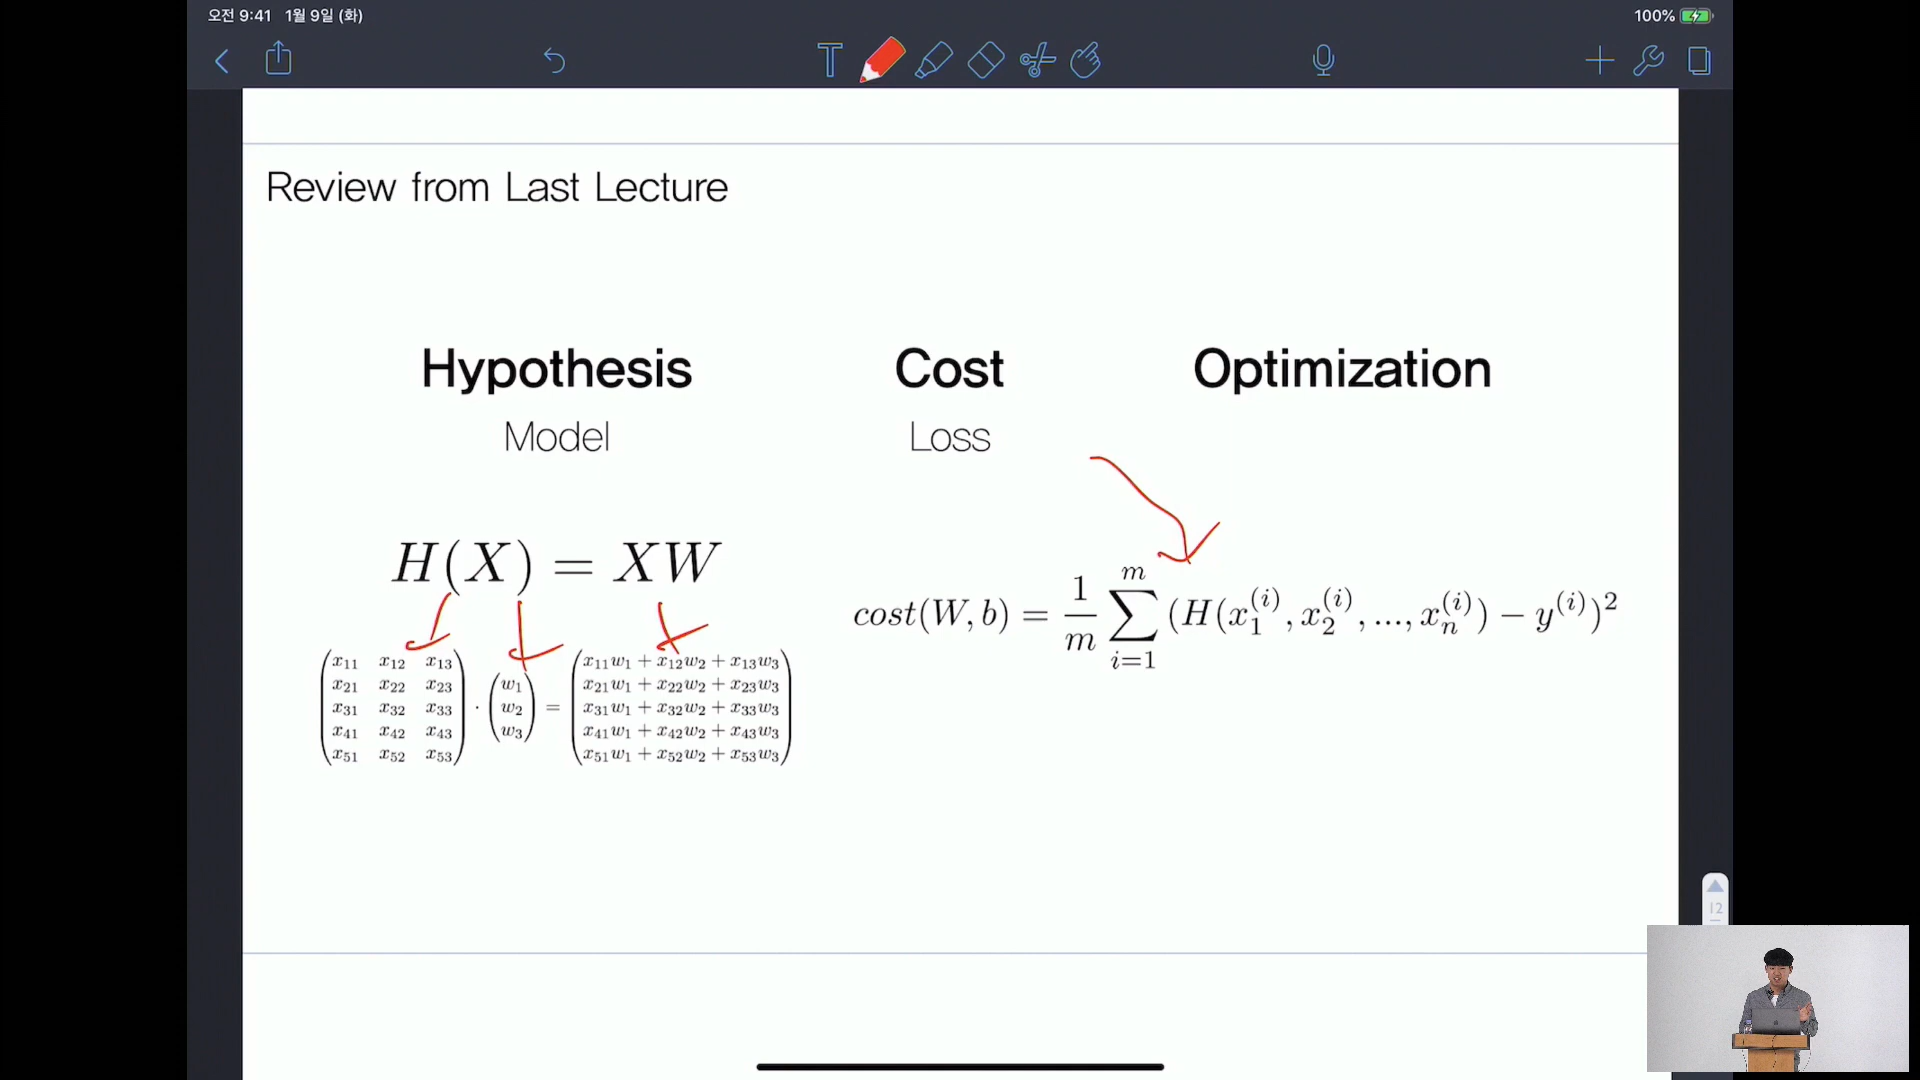 오전 9:41 1월 9일 (화) 100%
T
Review from Last Lecture
Hypothesis Cost Optimization
Model Loss
H(X) = XW
cost(W, b) = \frac{1}{m} \sum_{i=1}^{m} (H(x_1^{(i)}, x_2^{(i)}, ..., x_n^{(i)}) - y^{(i)})^2
x₁₁ x₁₂ x₁₃ x₁₁w₁ + x₁₂w₂ + x₁₃w₃
x₂₁ x₂₂ x₂₃ w₁ x₂₁w₁ + x₂₂w₂ + x₂₃w₃
x₃₁ x₃₂ x₃₃ · w₂ = x₃₁w₁ + x₃₂w₂ + x₃₃w₃
x₄₁ x₄₂ x₄₃ w₃ x₄₁w₁ + x₄₂w₂ + x₄₃w₃
x₅₁ x₅₂ x₅₃ x₅₁w₁ + x₅₂w₂ + x₅₃w₃
12